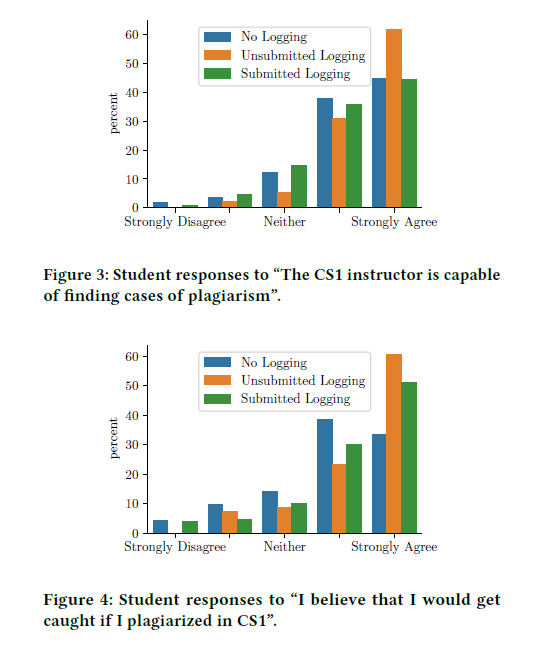 60
50
40
30
20
10
0
percent
No Logging
Unsubmitted Logging
Submitted Logging
Strongly Disagree Neither Strongly Agree
Figure 3: Student responses to “The CS1 instructor is capable
of finding cases of plagiarism”.
60
50
40
30
20
10
0
percent
No Logging
Unsubmitted Logging
Submitted Logging
Strongly Disagree Neither Strongly Agree
Figure 4: Student responses to “I believe that I would get
caught if I plagiarized in CS1”.